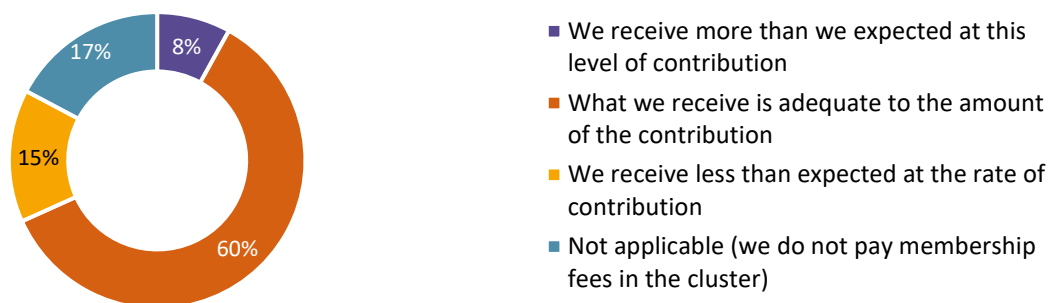 17%
8%
15%
60%
We receive more than we expected at this
level of contribution
What we receive is adequate to the amount
of the contribution
We receive less than expected at the rate of
contribution
Not applicable (we do not pay membership
fees in the cluster)